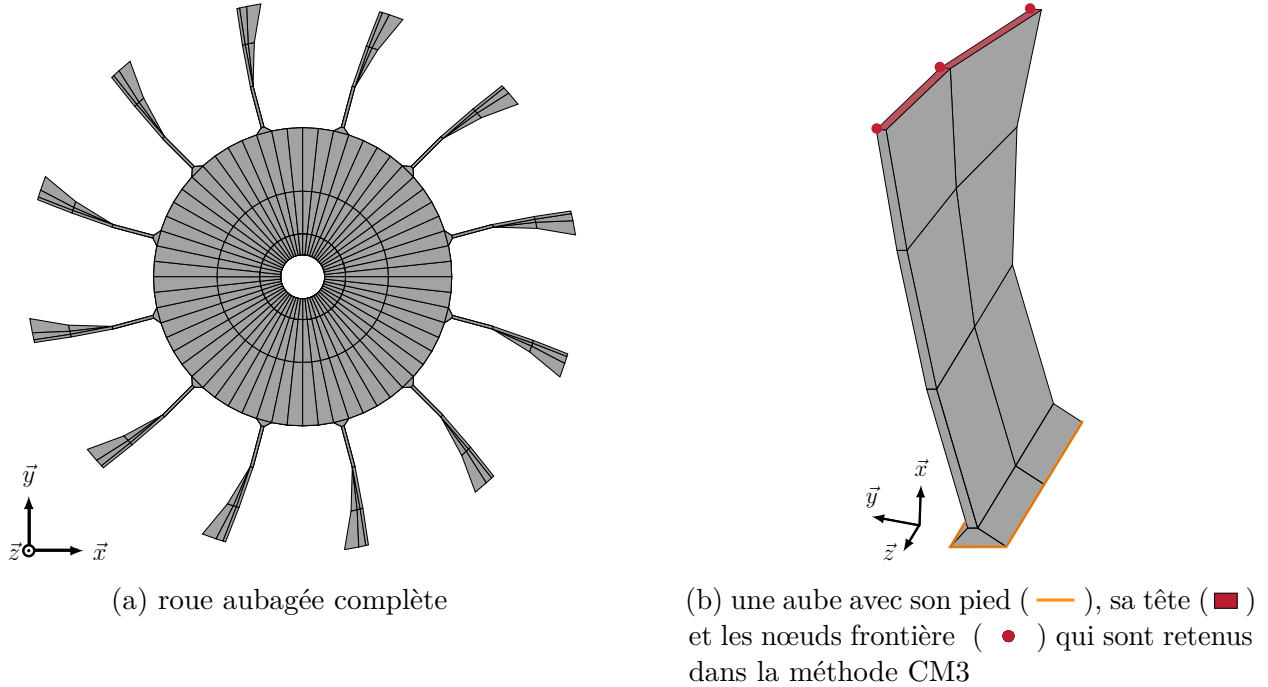 y⃗
z⃗
x⃗
x⃗
y⃗
z⃗
(a) roue aubagée complète
(b) une aube avec son pied ( ), sa tête ( )
et les nœuds frontière ( ) qui sont retenus
dans la méthode CM3